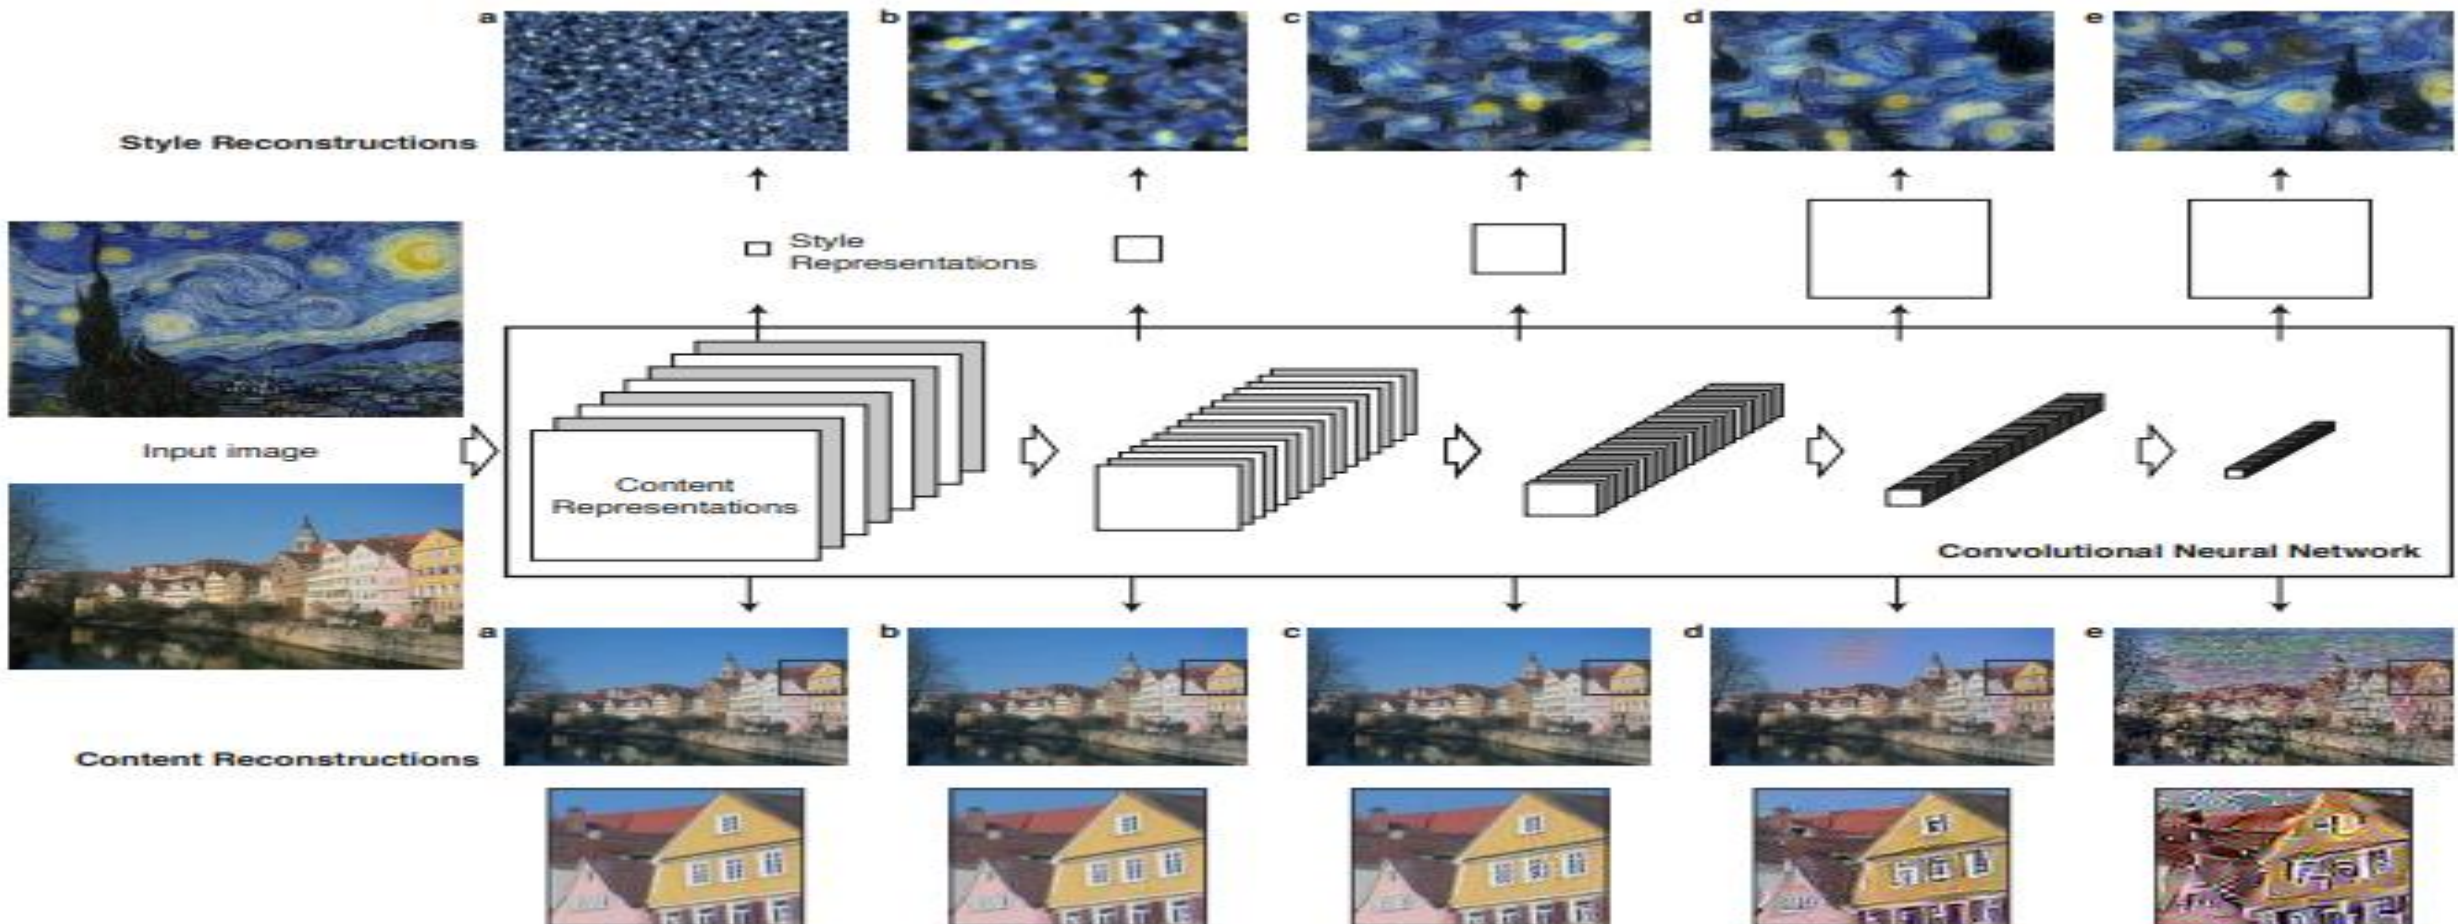 a
b
c
d
e
Style Reconstructions
Style
Representations
Input image
Content
Representations
Convolutional Neural Network
a
b
c
d
e
Content Reconstructions